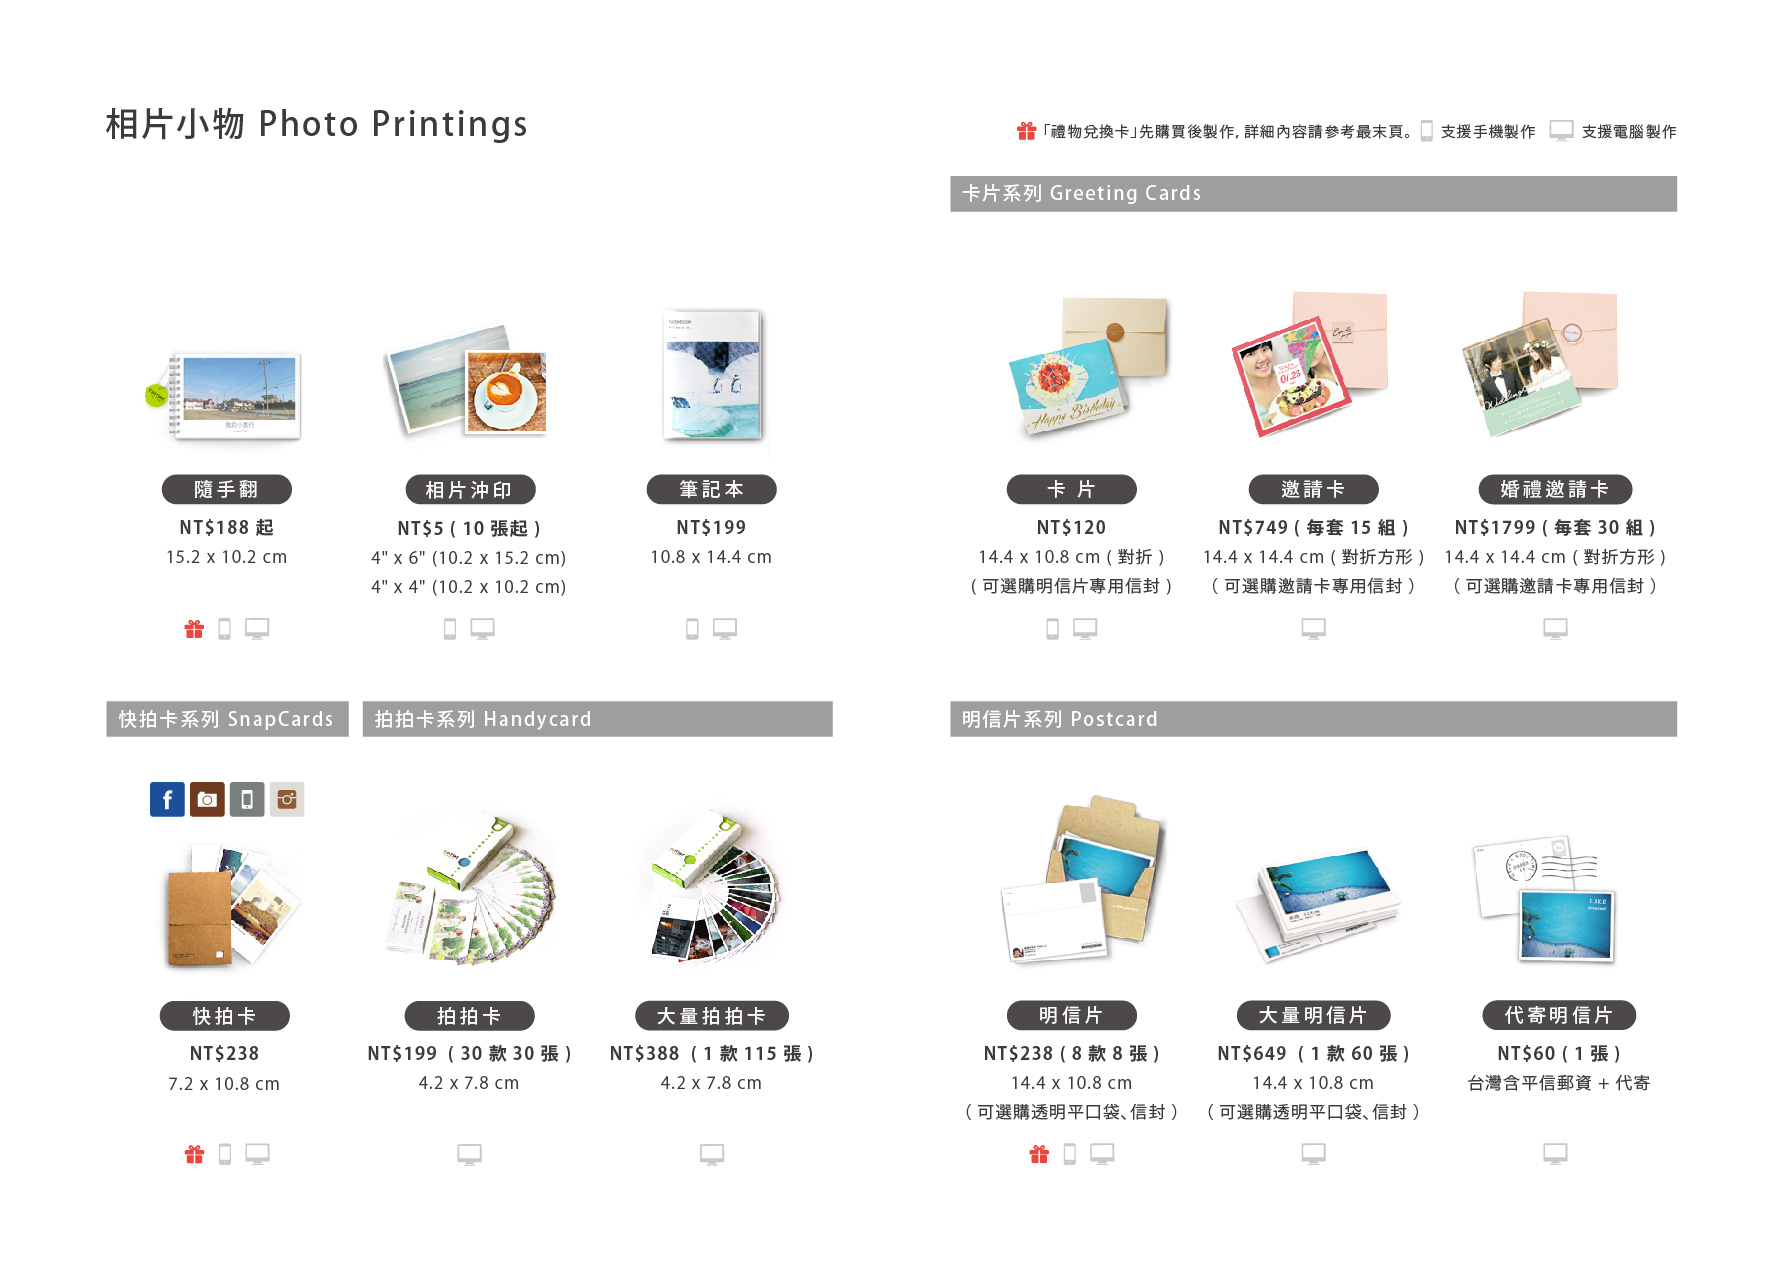 相片小物 Photo Printings
「禮物兌換卡」先購買後製作，詳細內容請參考最末頁。 支援手機製作 支援電腦製作
卡片系列 Greeting Cards
NOTEBOOK
我的小旅行
Happy Birthday
01.25
Wedding
隨手翻
NT$188 起
15.2 x 10.2 cm
相片沖印
NT$5 ( 10 張起 )
4" x 6" (10.2 x 15.2 cm)
4" x 4" (10.2 x 10.2 cm)
筆記本
NT$199
10.8 x 14.4 cm
卡 片
NT$120
14.4 x 10.8 cm ( 對折 )
( 可選購明信片專用信封 )
邀請卡
NT$749 ( 每套 15 組 )
14.4 x 14.4 cm ( 對折方形 )
( 可選購邀請卡專用信封 )
婚禮邀請卡
NT$1799 ( 每套 30 組 )
14.4 x 14.4 cm ( 對折方形 )
( 可選購邀請卡專用信封 )
快拍卡系列 SnapCards
拍拍卡系列 Handycard
明信片系列 Postcard
快拍卡
NT$238
7.2 x 10.8 cm
拍拍卡
NT$199 ( 30 款 30 張 )
4.2 x 7.8 cm
大量拍拍卡
NT$388 ( 1 款 115 張 )
4.2 x 7.8 cm
明信片
NT$238 ( 8 款 8 張 )
14.4 x 10.8 cm
( 可選購透明平口袋、信封 )
大量明信片
NT$649 ( 1 款 60 張 )
14.4 x 10.8 cm
( 可選購透明平口袋、信封 )
代寄明信片
NT$60 ( 1 張 )
台灣含平信郵資 + 代寄